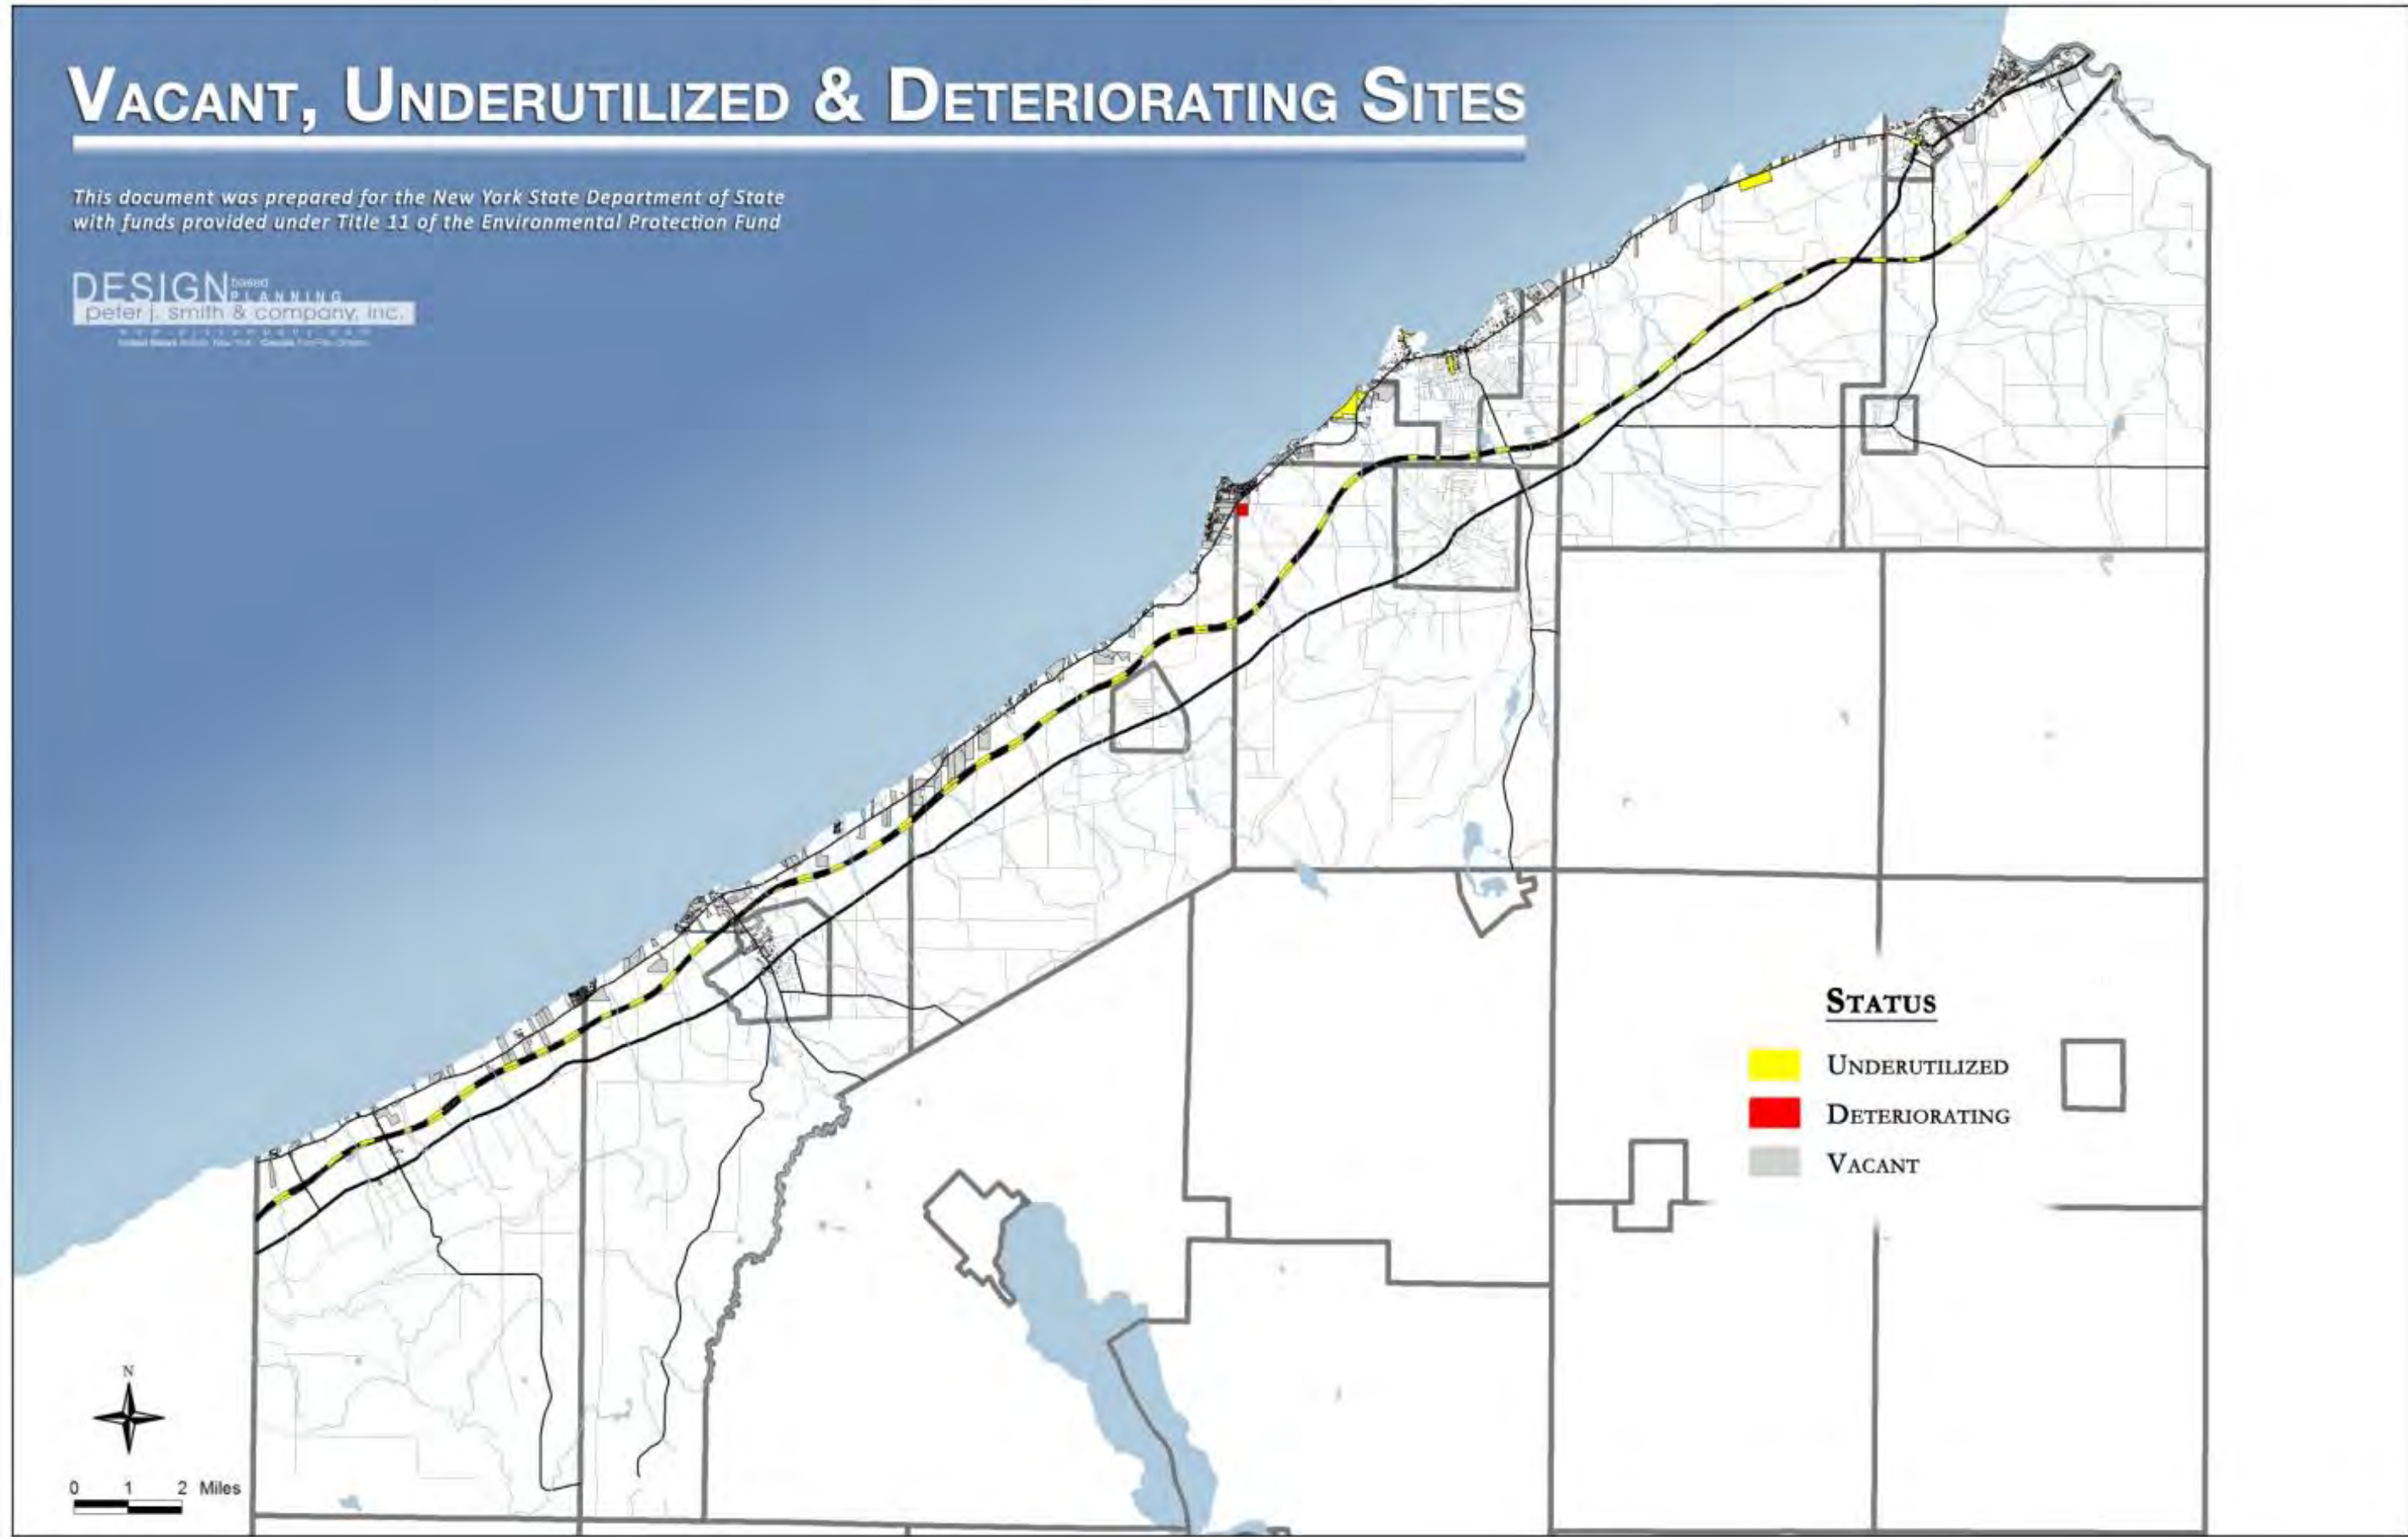 VACANT, UNDERUTILIZED & DETERIORATING SITES
This document was prepared for the New York State Department of State
with funds provided under Title 11 of the Environmental Protection Fund
DESIGN based
PLANNING
peter j. smith & company, inc.
STATUS
UNDERUTILIZED
DETERIORATING
VACANT
N
0 1 2 Miles